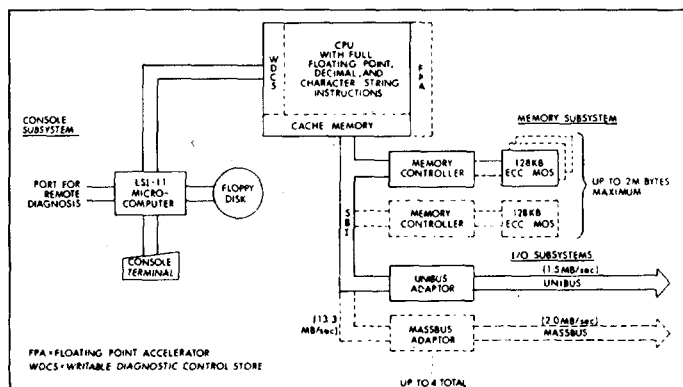 CPU
WITH FULL
FLOATING POINT,
DECIMAL, AND
CHARACTER STRING
INSTRUCTIONS
WDCS
FPA
CACHE MEMORY
CONSOLE
SUBSYSTEM
PORT FOR
REMOTE
DIAGNOSIS
LSI-11
MICRO-
COMPUTER
FLOPPY
DISK
CONSOLE
TERMINAL
MEMORY SUBSYSTEM
MEMORY
CONTROLLER
128KB
ECC MOS
UP TO 2M BYTES
MAXIMUM
SBI
MEMORY
CONTROLLER
128KB
ECC MOS
I/O SUBSYSTEMS
UNIBUS
ADAPTOR
(1.5MB/sec)
UNIBUS
(13.3
MB/sec)
MASSBUS
ADAPTOR
(2.0MB/sec)
MASSBUS
UP TO 4 TOTAL
FPA = FLOATING POINT ACCELERATOR
WDCS = WRITABLE DIAGNOSTIC CONTROL STORE